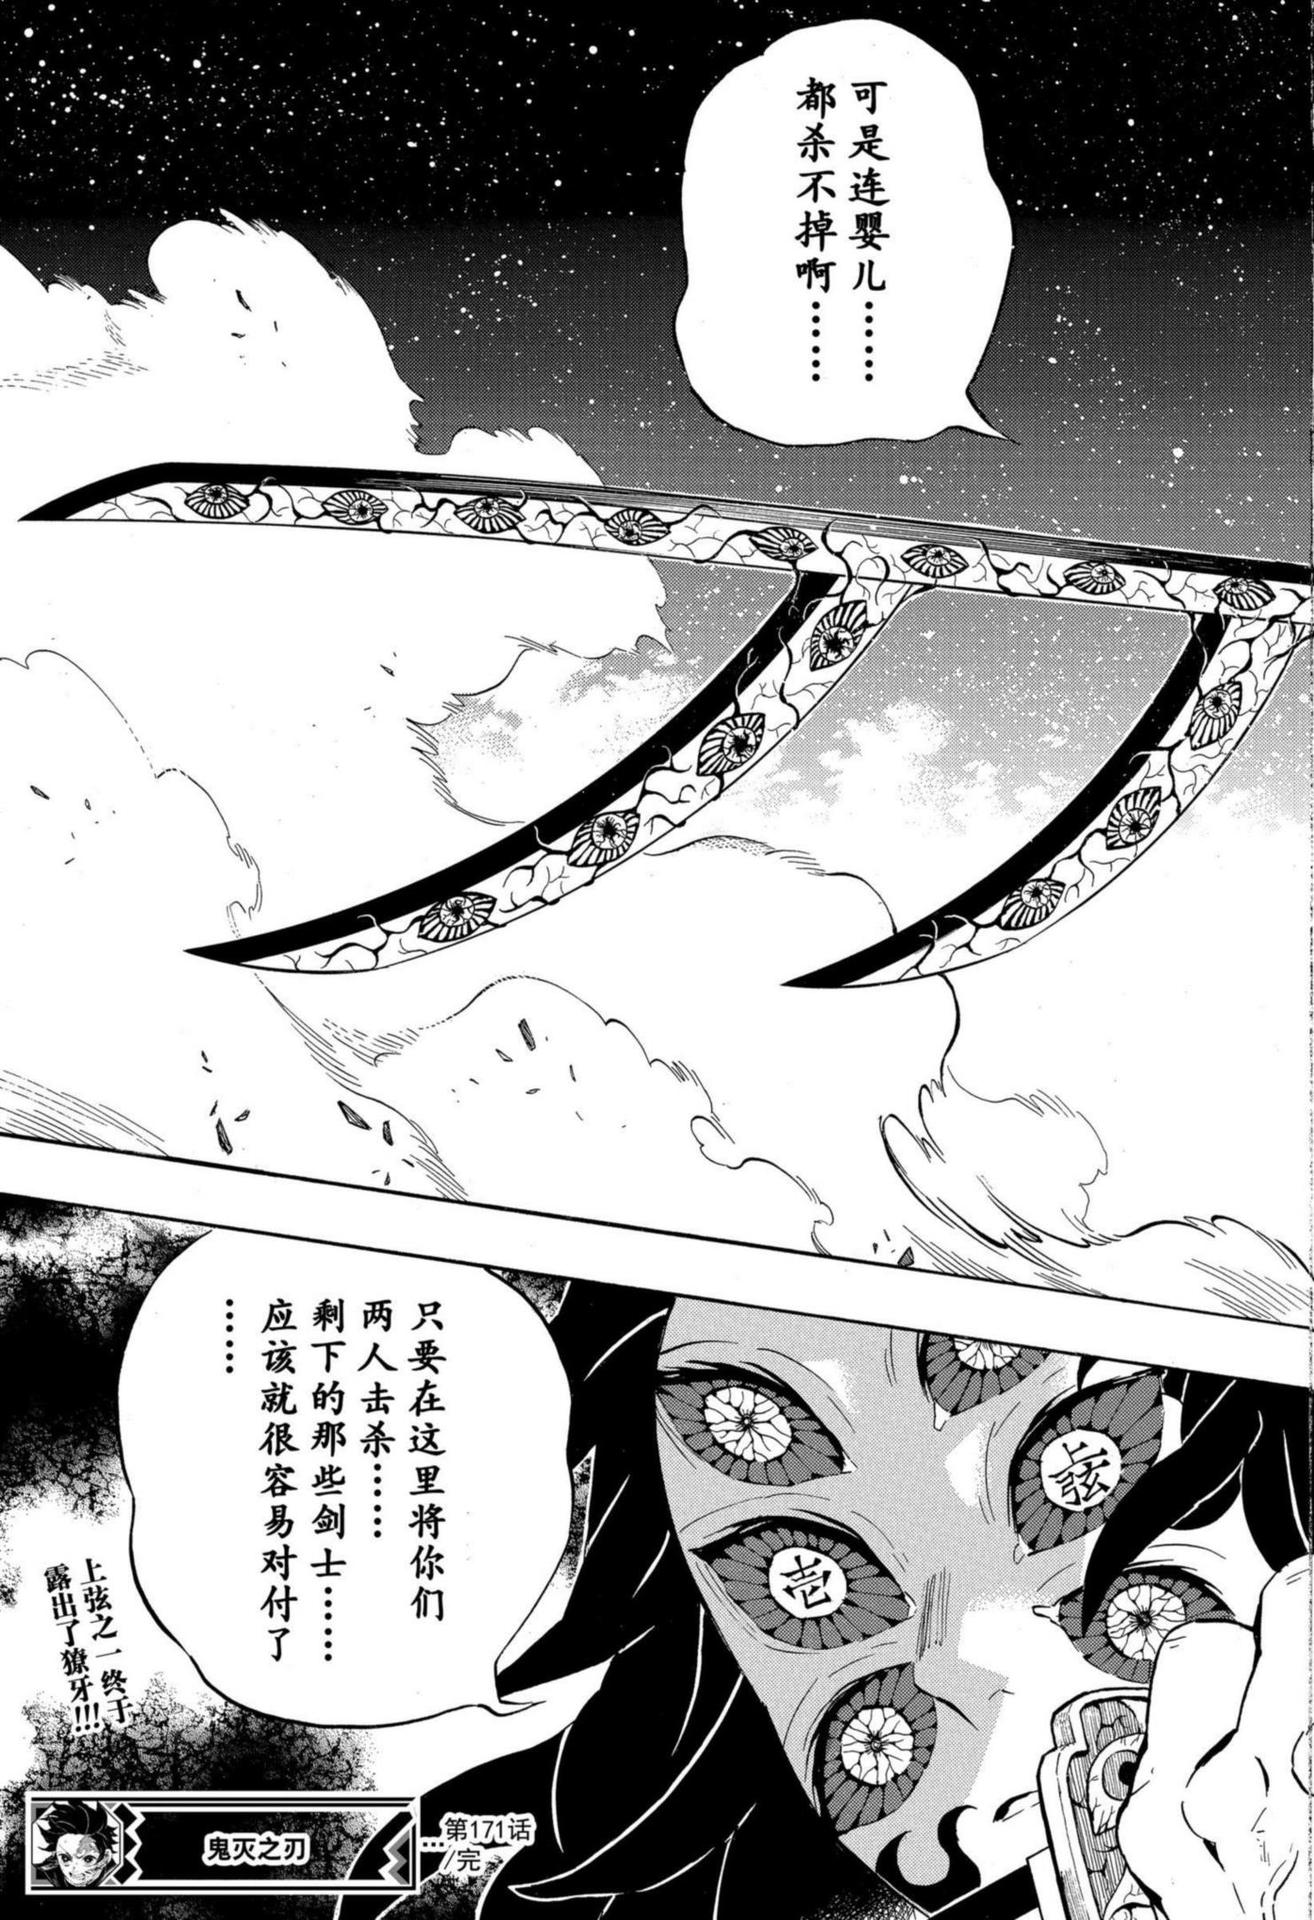 可是连婴儿……
都杀不掉啊……
上弦
壱
只要在这里将你们
两人击杀……
剩下的那些剑士……
应该就很容易对付了
……
上弦之一终于
露出了獠牙!!!
鬼灭之刃
…第171话
/完